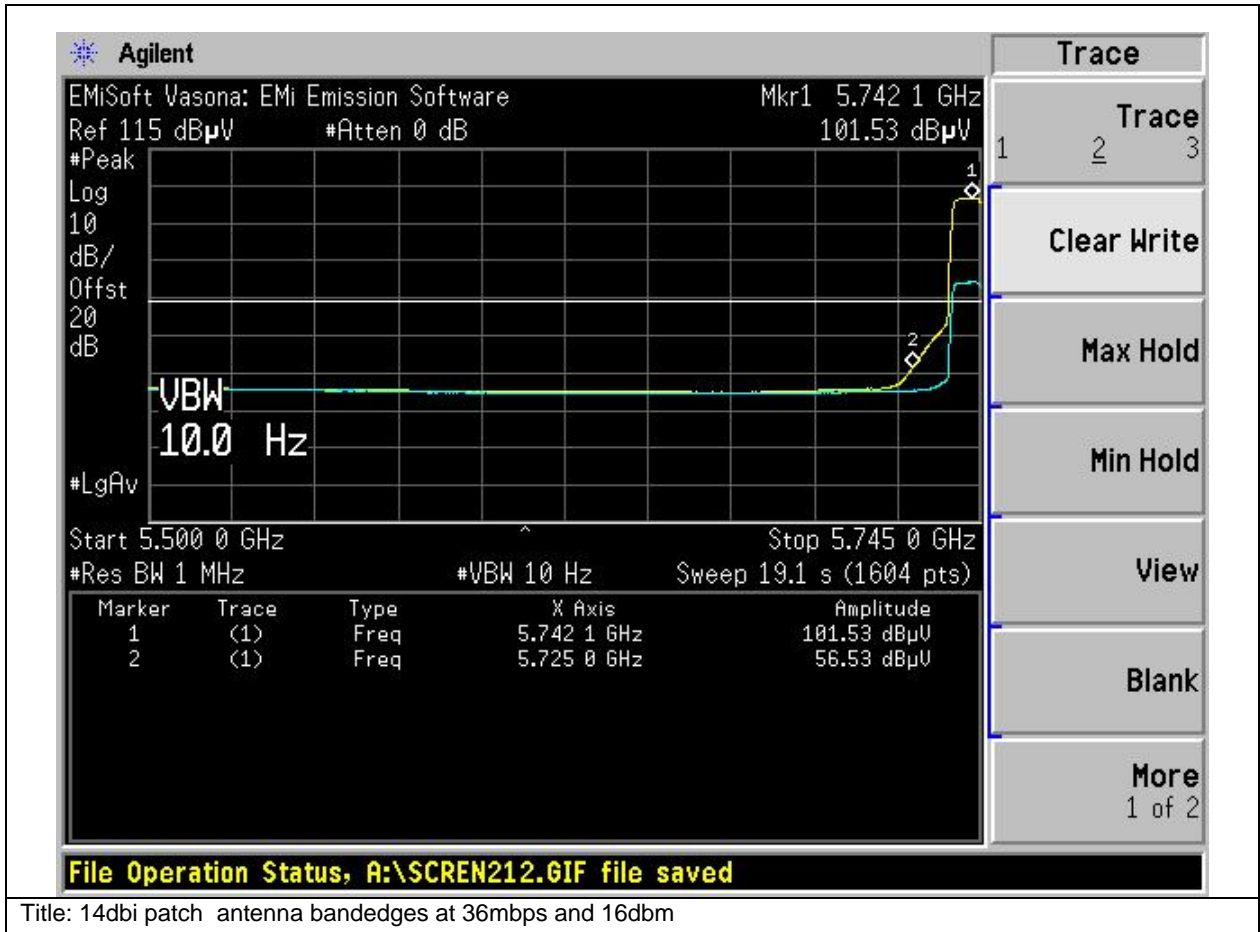 Agilent
Trace
EMiSoft Vasona: EMi Emission Software
Mkr1 5.742 1 GHz
Ref 115 dBµV #Atten 0 dB 101.53 dBµV
#Peak
Log
10
dB/
Offst
20
dB
1
2
VBW
10.0 Hz
#LgAv
Start 5.500 0 GHz ^ Stop 5.745 0 GHz
#Res BW 1 MHz #VBW 10 Hz Sweep 19.1 s (1604 pts)
Marker Trace Type X Axis Amplitude
1 (1) Freq 5.742 1 GHz 101.53 dBµV
2 (1) Freq 5.725 0 GHz 56.53 dBµV
Trace
1 2 3
Clear Write
Max Hold
Min Hold
View
Blank
More
1 of 2
File Operation Status, A:\SCREN212.GIF file saved
Title: 14dbi patch antenna bandedges at 36mbps and 16dbm